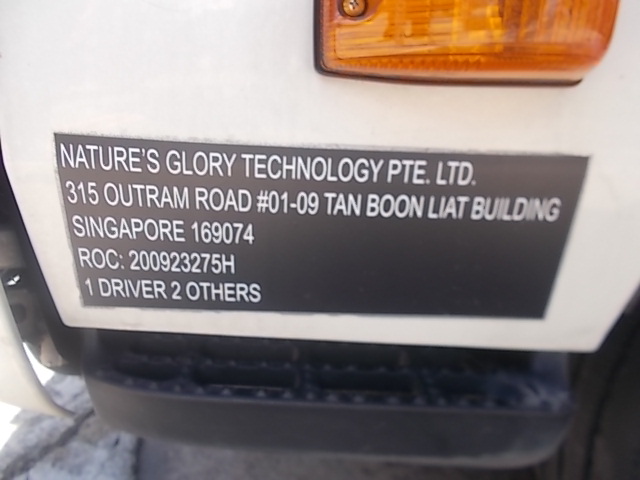 NATURE'S GLORY TECHNOLOGY PTE. LTD.
315 OUTRAM ROAD #01-09 TAN BOON LIAT BUILDING
SINGAPORE 169074
ROC: 200923275H
1 DRIVER 2 OTHERS